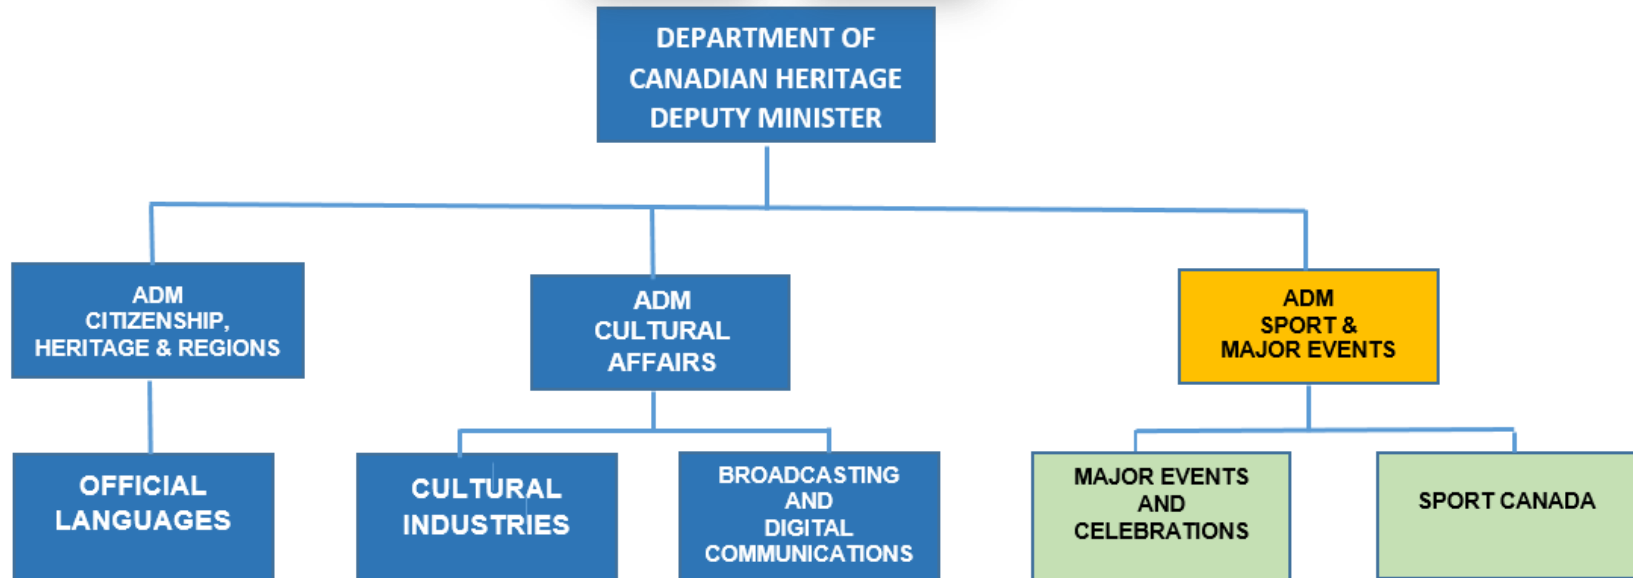 DEPARTMENT OF
CANADIAN HERITAGE
DEPUTY MINISTER
ADM
CITIZENSHIP,
HERITAGE & REGIONS
ADM
CULTURAL
AFFAIRS
ADM
SPORT &
MAJOR EVENTS
OFFICIAL
LANGUAGES
CULTURAL
INDUSTRIES
BROADCASTING
AND
DIGITAL
COMMUNICATIONS
MAJOR EVENTS
AND
CELEBRATIONS
SPORT CANADA